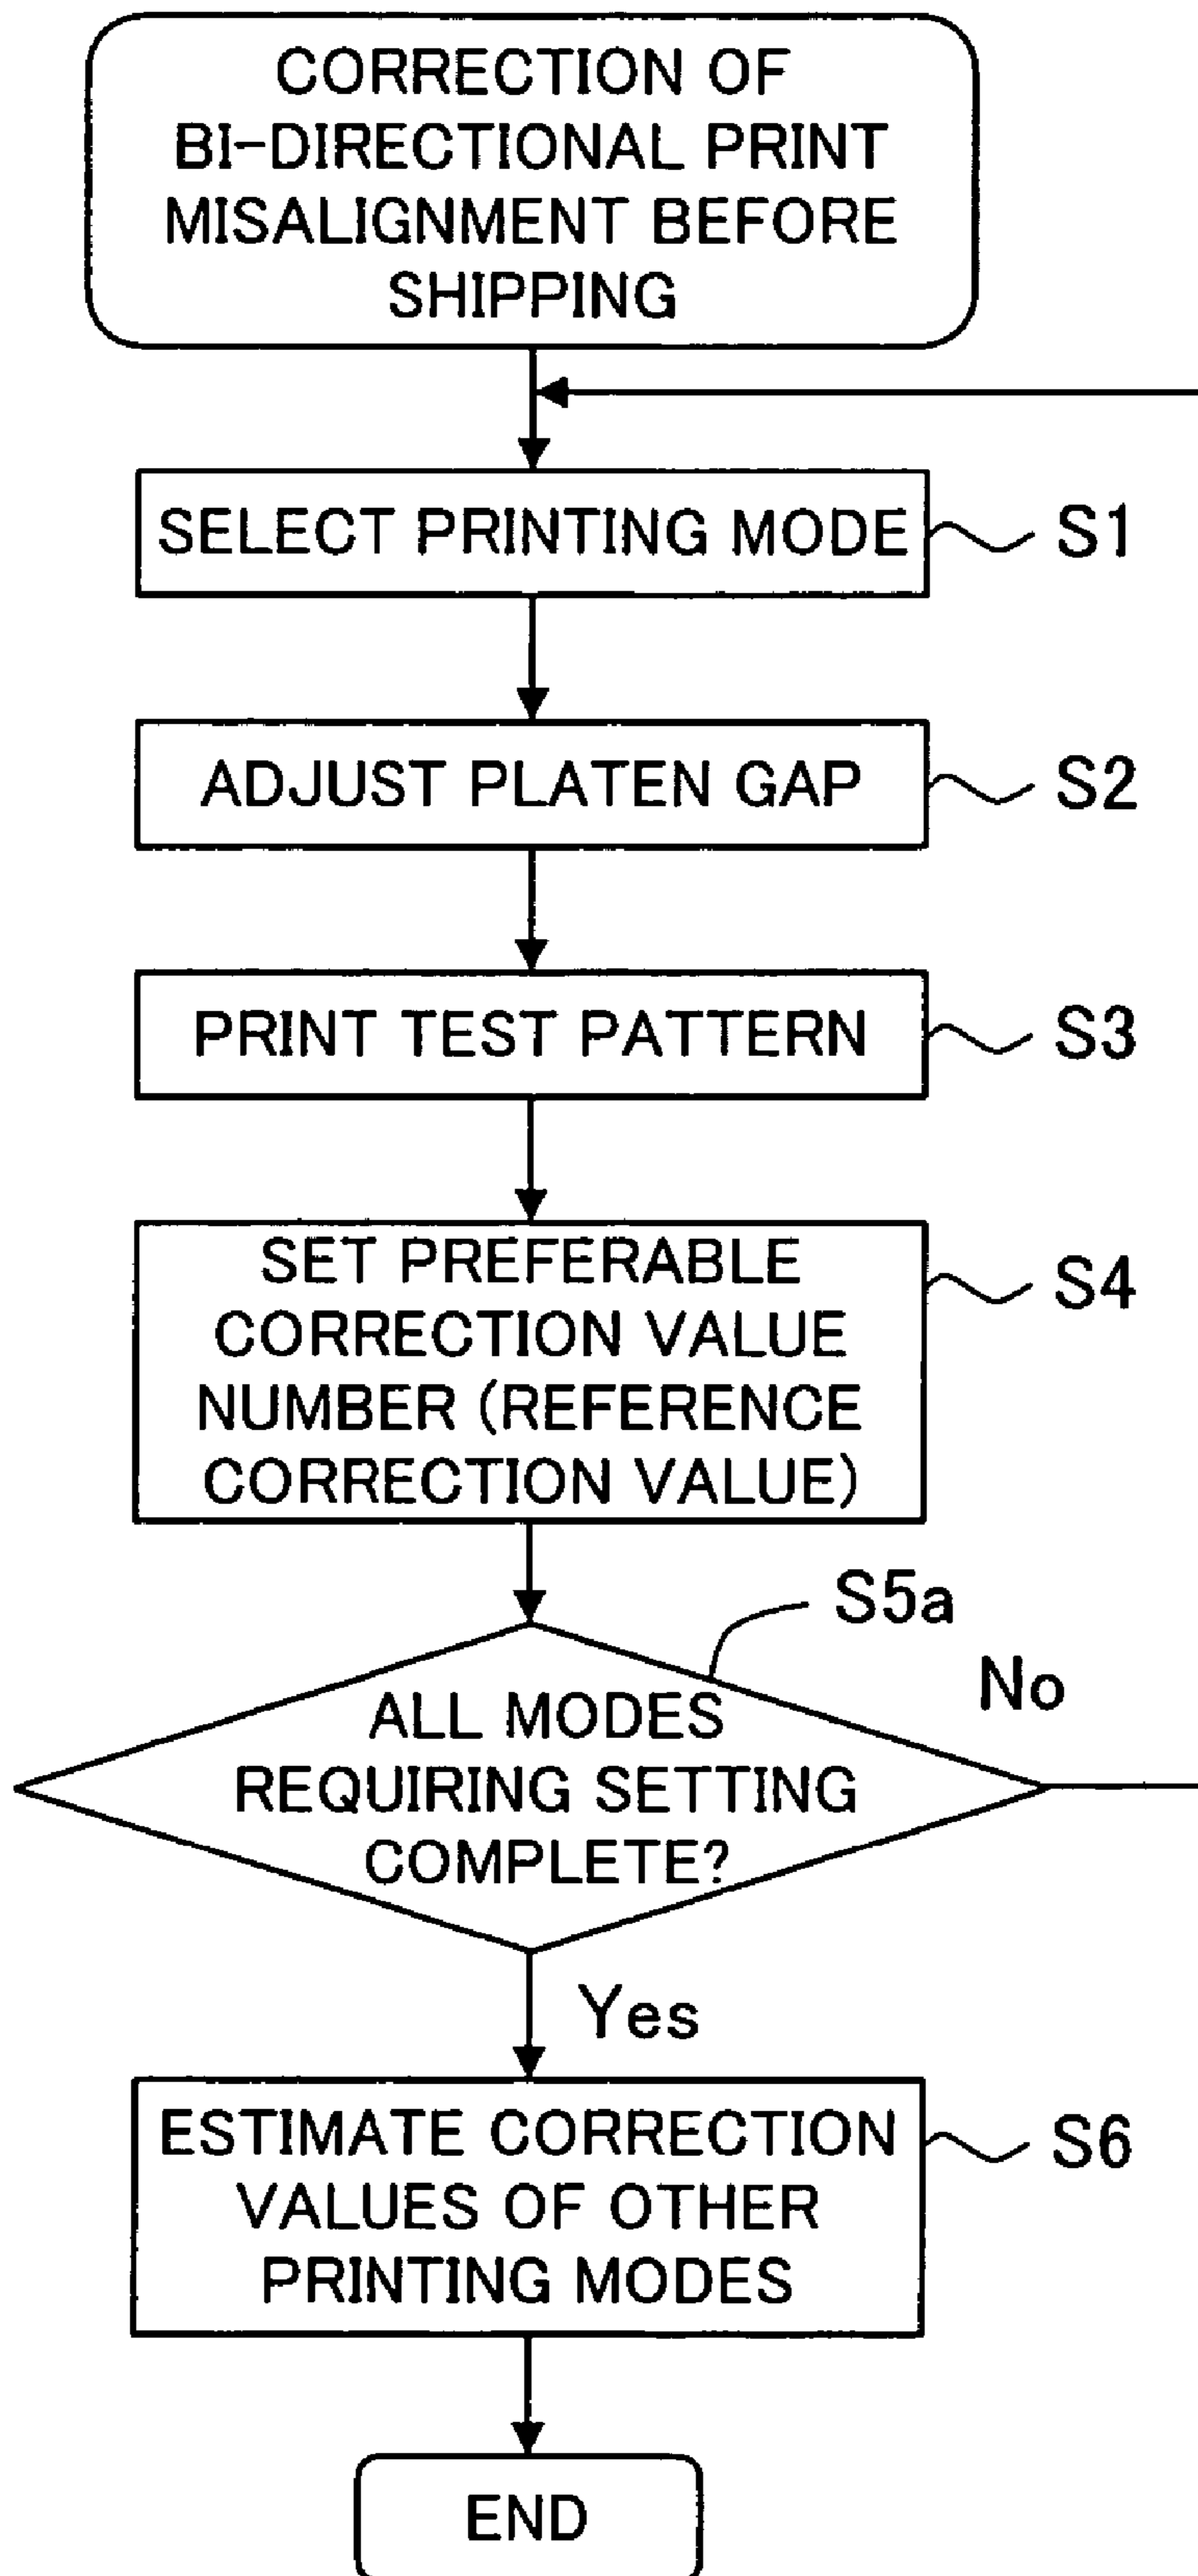 CORRECTION OF
BI-DIRECTIONAL PRINT
MISALIGNMENT BEFORE
SHIPPING
SELECT PRINTING MODE
S1
ADJUST PLATEN GAP
S2
PRINT TEST PATTERN
S3
SET PREFERABLE
CORRECTION VALUE
NUMBER (REFERENCE
CORRECTION VALUE)
S4
S5a
ALL MODES
REQUIRING SETTING
COMPLETE?
No
Yes
ESTIMATE CORRECTION
VALUES OF OTHER
PRINTING MODES
S6
END